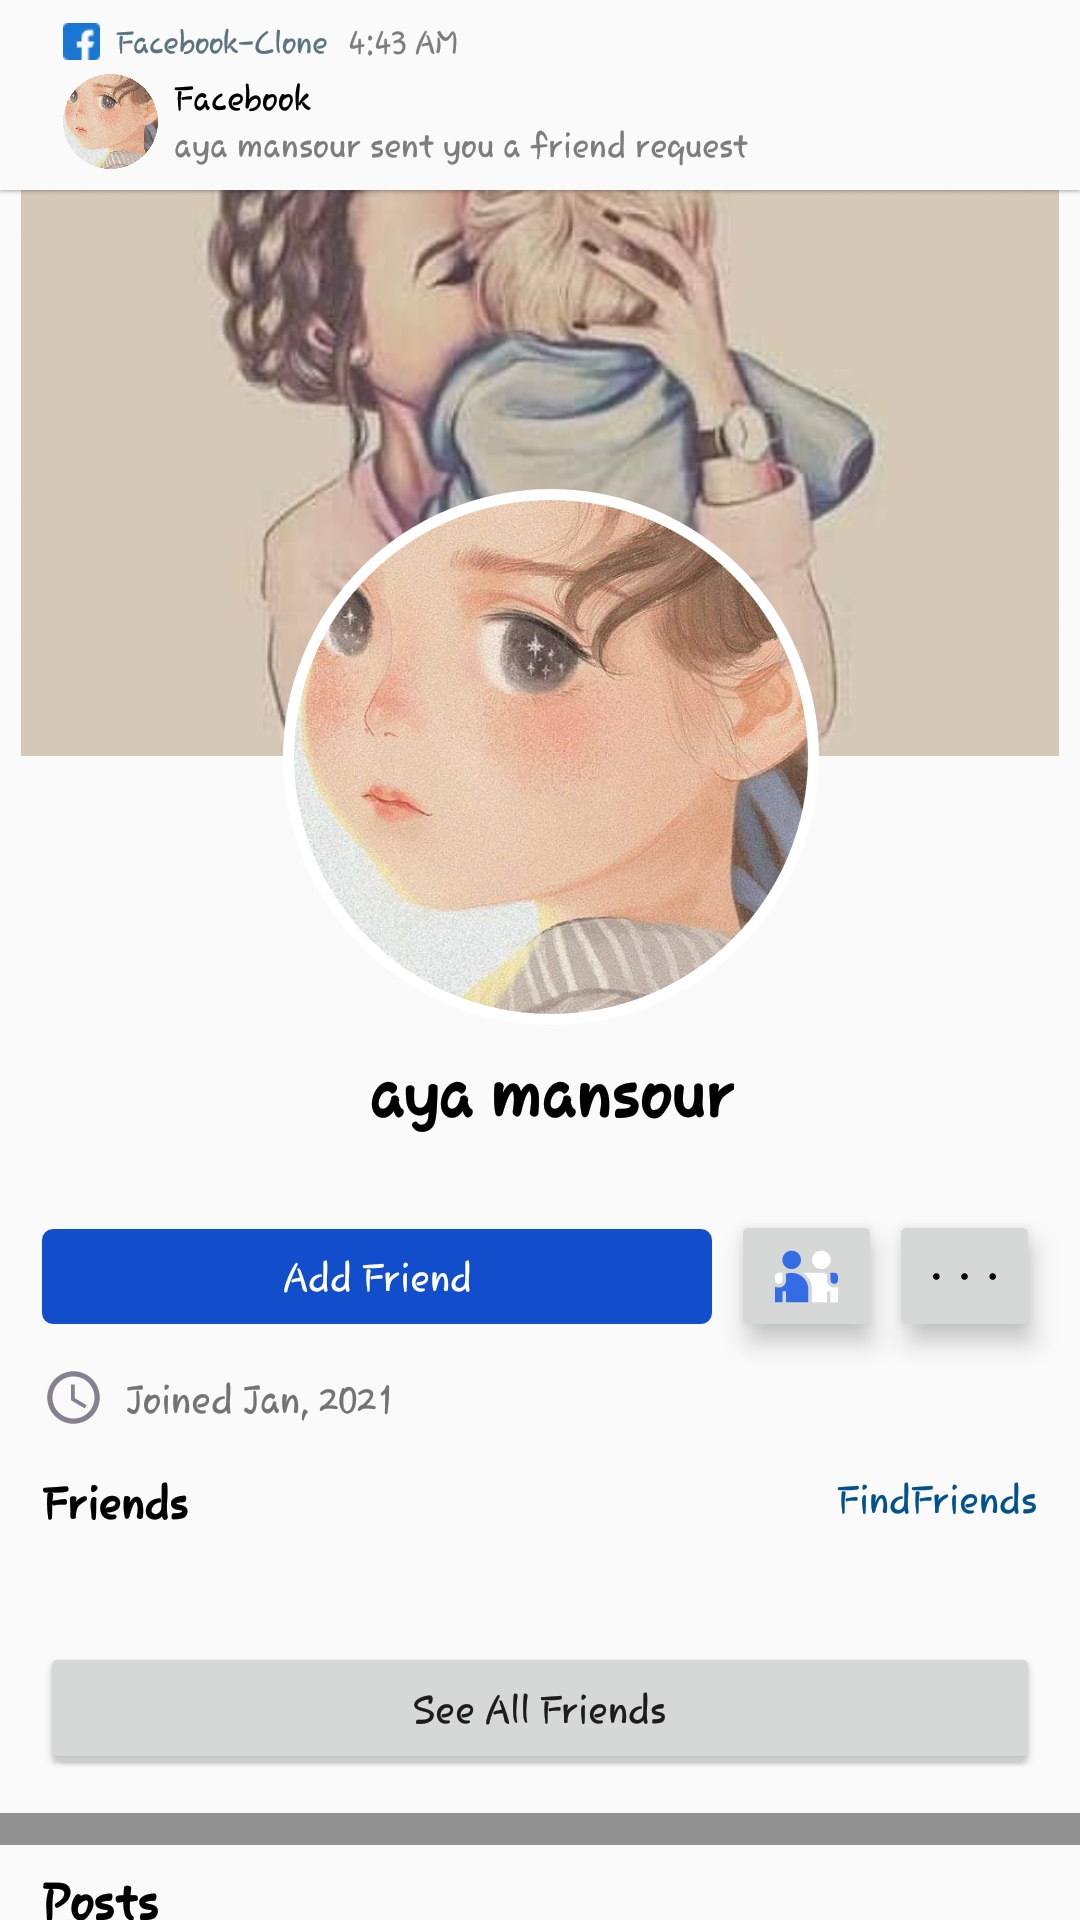 Facebook-Clone 4:43 AM
Facebook
aya mansour sent you a friend request
aya mansour
Add Friend
Joined Jan, 2021
Friends
FindFriends
See All Friends
Posts